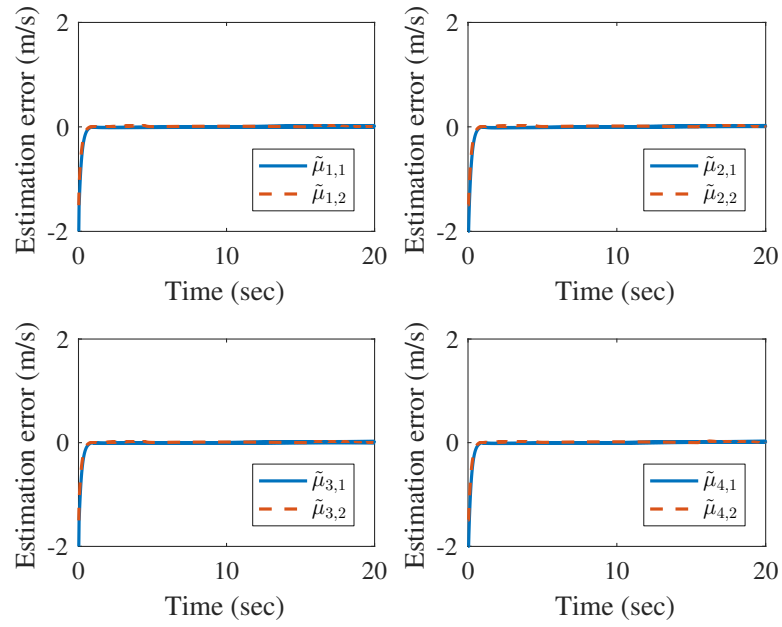 Estimation error (m/s)
2
0
-2
0
10
20
Time (sec)
μ̃1,1
μ̃1,2
Estimation error (m/s)
2
0
-2
0
10
20
Time (sec)
μ̃2,1
μ̃2,2
Estimation error (m/s)
2
0
-2
0
10
20
Time (sec)
μ̃3,1
μ̃3,2
Estimation error (m/s)
2
0
-2
0
10
20
Time (sec)
μ̃4,1
μ̃4,2